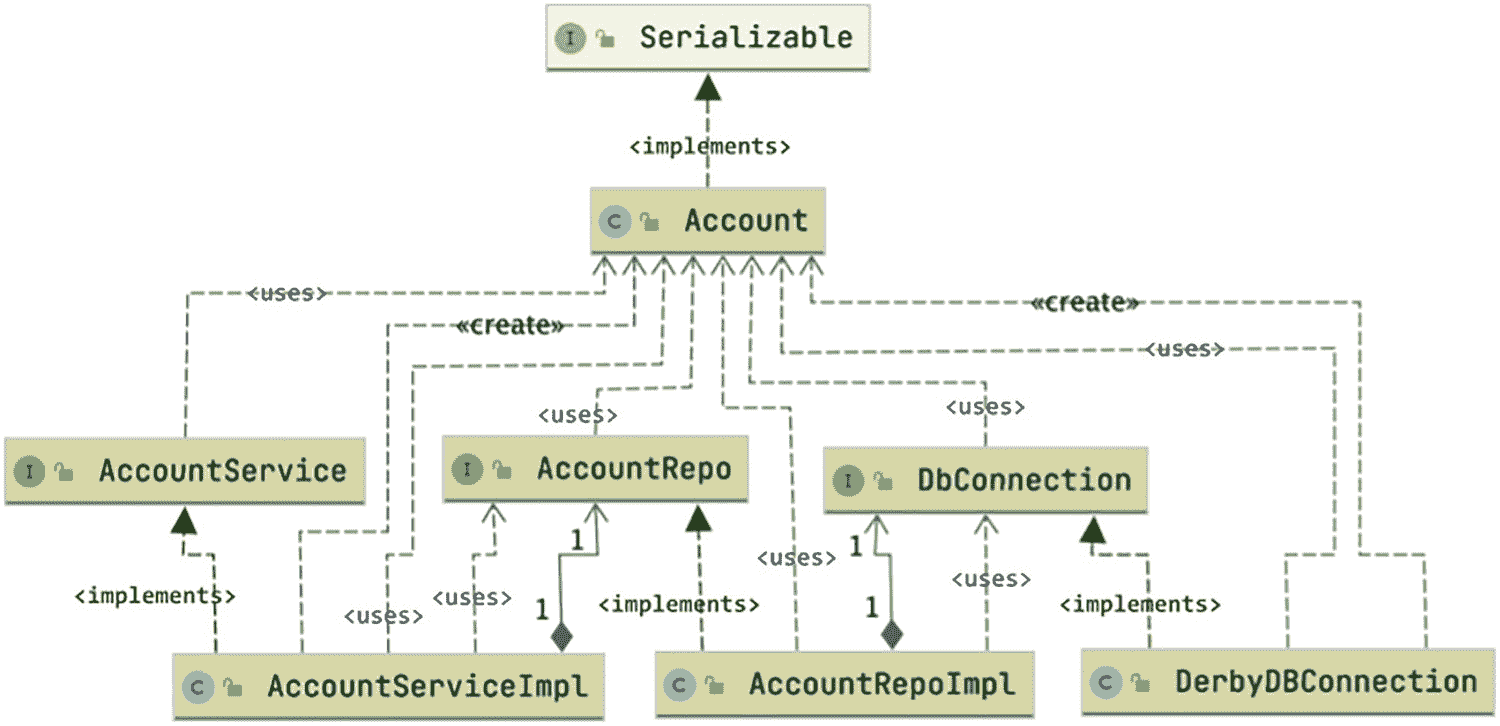 I Serializable
<implements>
C Account
<uses>
«create»
«create»
<uses>
<uses>
<uses>
I AccountService
I AccountRepo
I DbConnection
1
1
<uses>
<uses>
<implements>
<uses>
<uses>
1
<implements>
1
<implements>
C AccountServiceImpl
C AccountRepoImpl
C DerbyDBConnection